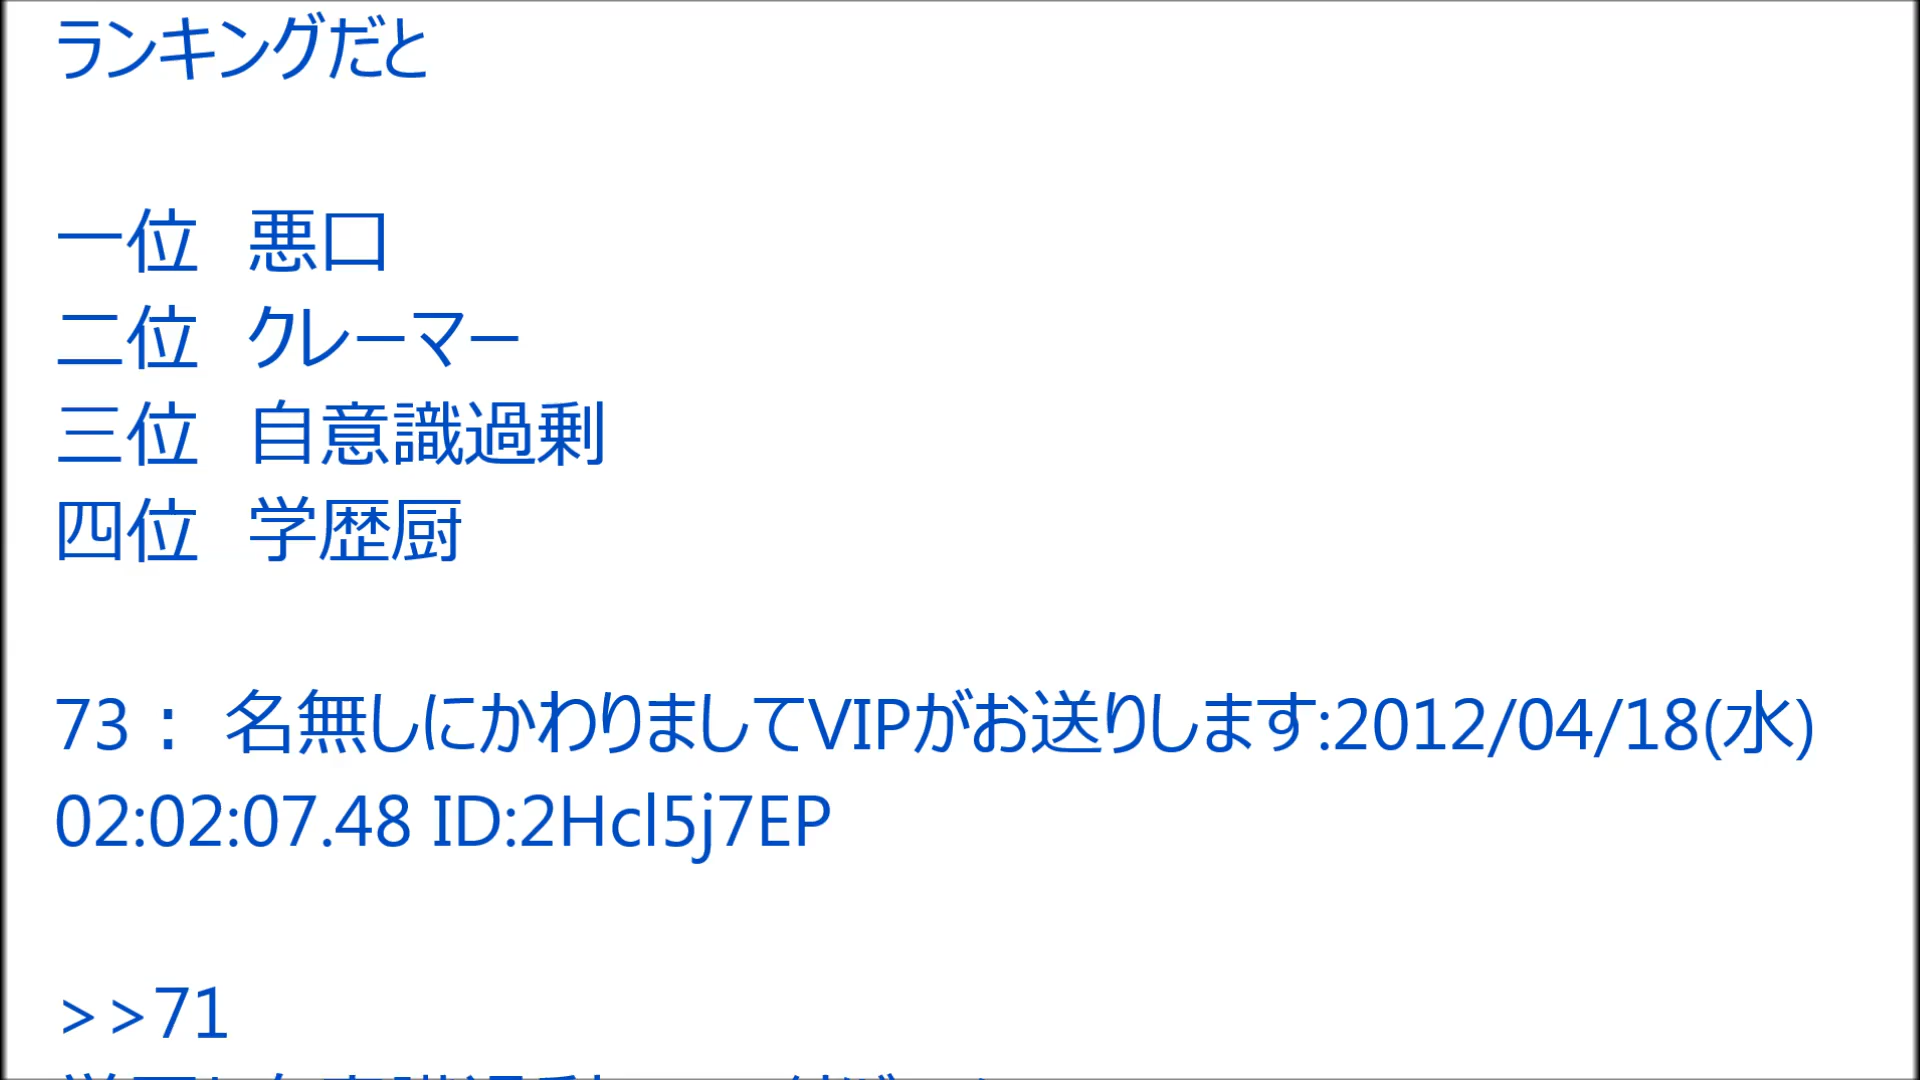 ランキングだと
一位　悪口
二位　クレーマー
三位　自意識過剰
四位　学歴厨
73： 名無しにかわりましてVIPがお送りします:2012/04/18(水)
02:02:07.48 ID:2Hcl5j7EP
>>71